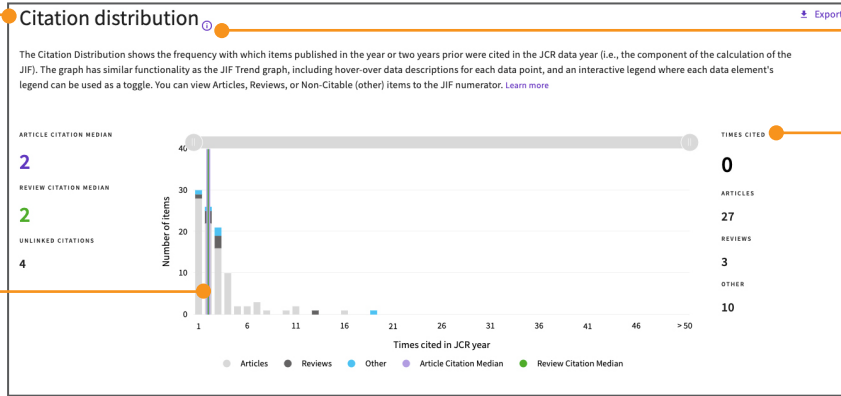 Citation distribution
Export
The Citation Distribution shows the frequency with which items published in the year or two years prior were cited in the JCR data year (i.e., the component of the calculation of the
JIF). The graph has similar functionality as the JIF Trend graph, including hover-over data descriptions for each data point, and an interactive legend where each data element's
legend can be used as a toggle. You can view Articles, Reviews, or Non-Citable (other) items to the JIF numerator. Learn more
ARTICLE CITATION MEDIAN
2
REVIEW CITATION MEDIAN
2
UNLINKED CITATIONS
4
Number of items
40
30
20
10
0
1 6 11 16 21 26 31 36 41 46 > 50
Times cited in JCR year
Articles Reviews Other Article Citation Median Review Citation Median
TIMES CITED
0
ARTICLES
27
REVIEWS
3
OTHER
10